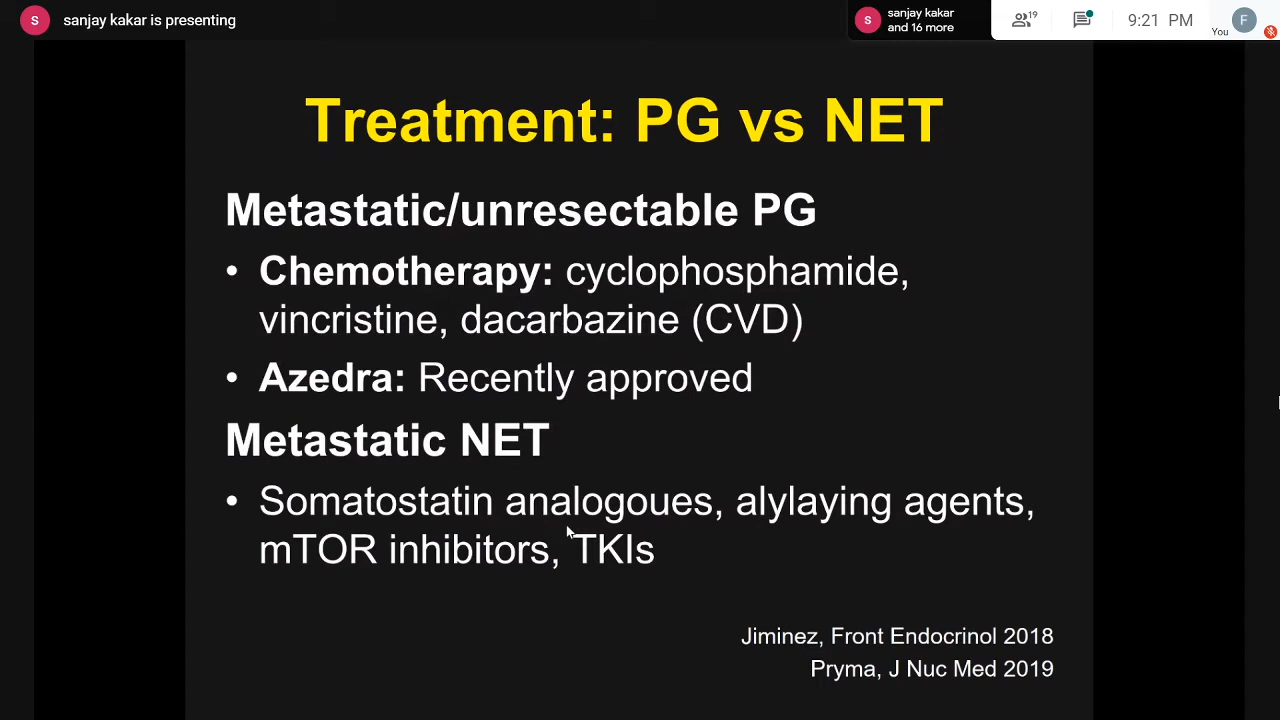 s sanjay kakar is presenting
s sanjay kakar
and 16 more
19
9:21 PM
You
F
Treatment: PG vs NET
Metastatic/unresectable PG
• Chemotherapy: cyclophosphamide,
vincristine, dacarbazine (CVD)
• Azedra: Recently approved
Metastatic NET
• Somatostatin analogoues, alylaying agents,
mTOR inhibitors, TKIs
Jiminez, Front Endocrinol 2018
Pryma, J Nuc Med 2019